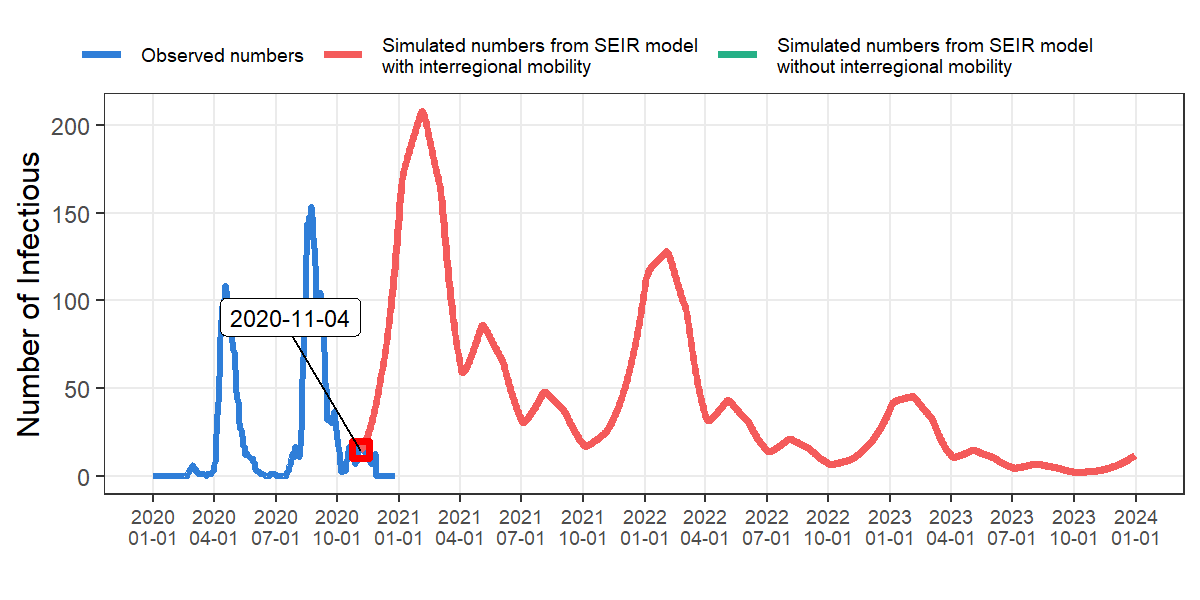 Observed numbers
Simulated numbers from SEIR model
with interregional mobility
Simulated numbers from SEIR model
without interregional mobility
Number of Infectious
200
150
100
50
0
2020-11-04
2020 2020 2020 2020 2021 2021 2021 2021 2022 2022 2022 2022 2023 2023 2023 2023 2024
01-01 04-01 07-01 10-01 01-01 04-01 07-01 10-01 01-01 04-01 07-01 10-01 01-01 04-01 07-01 10-01 01-01